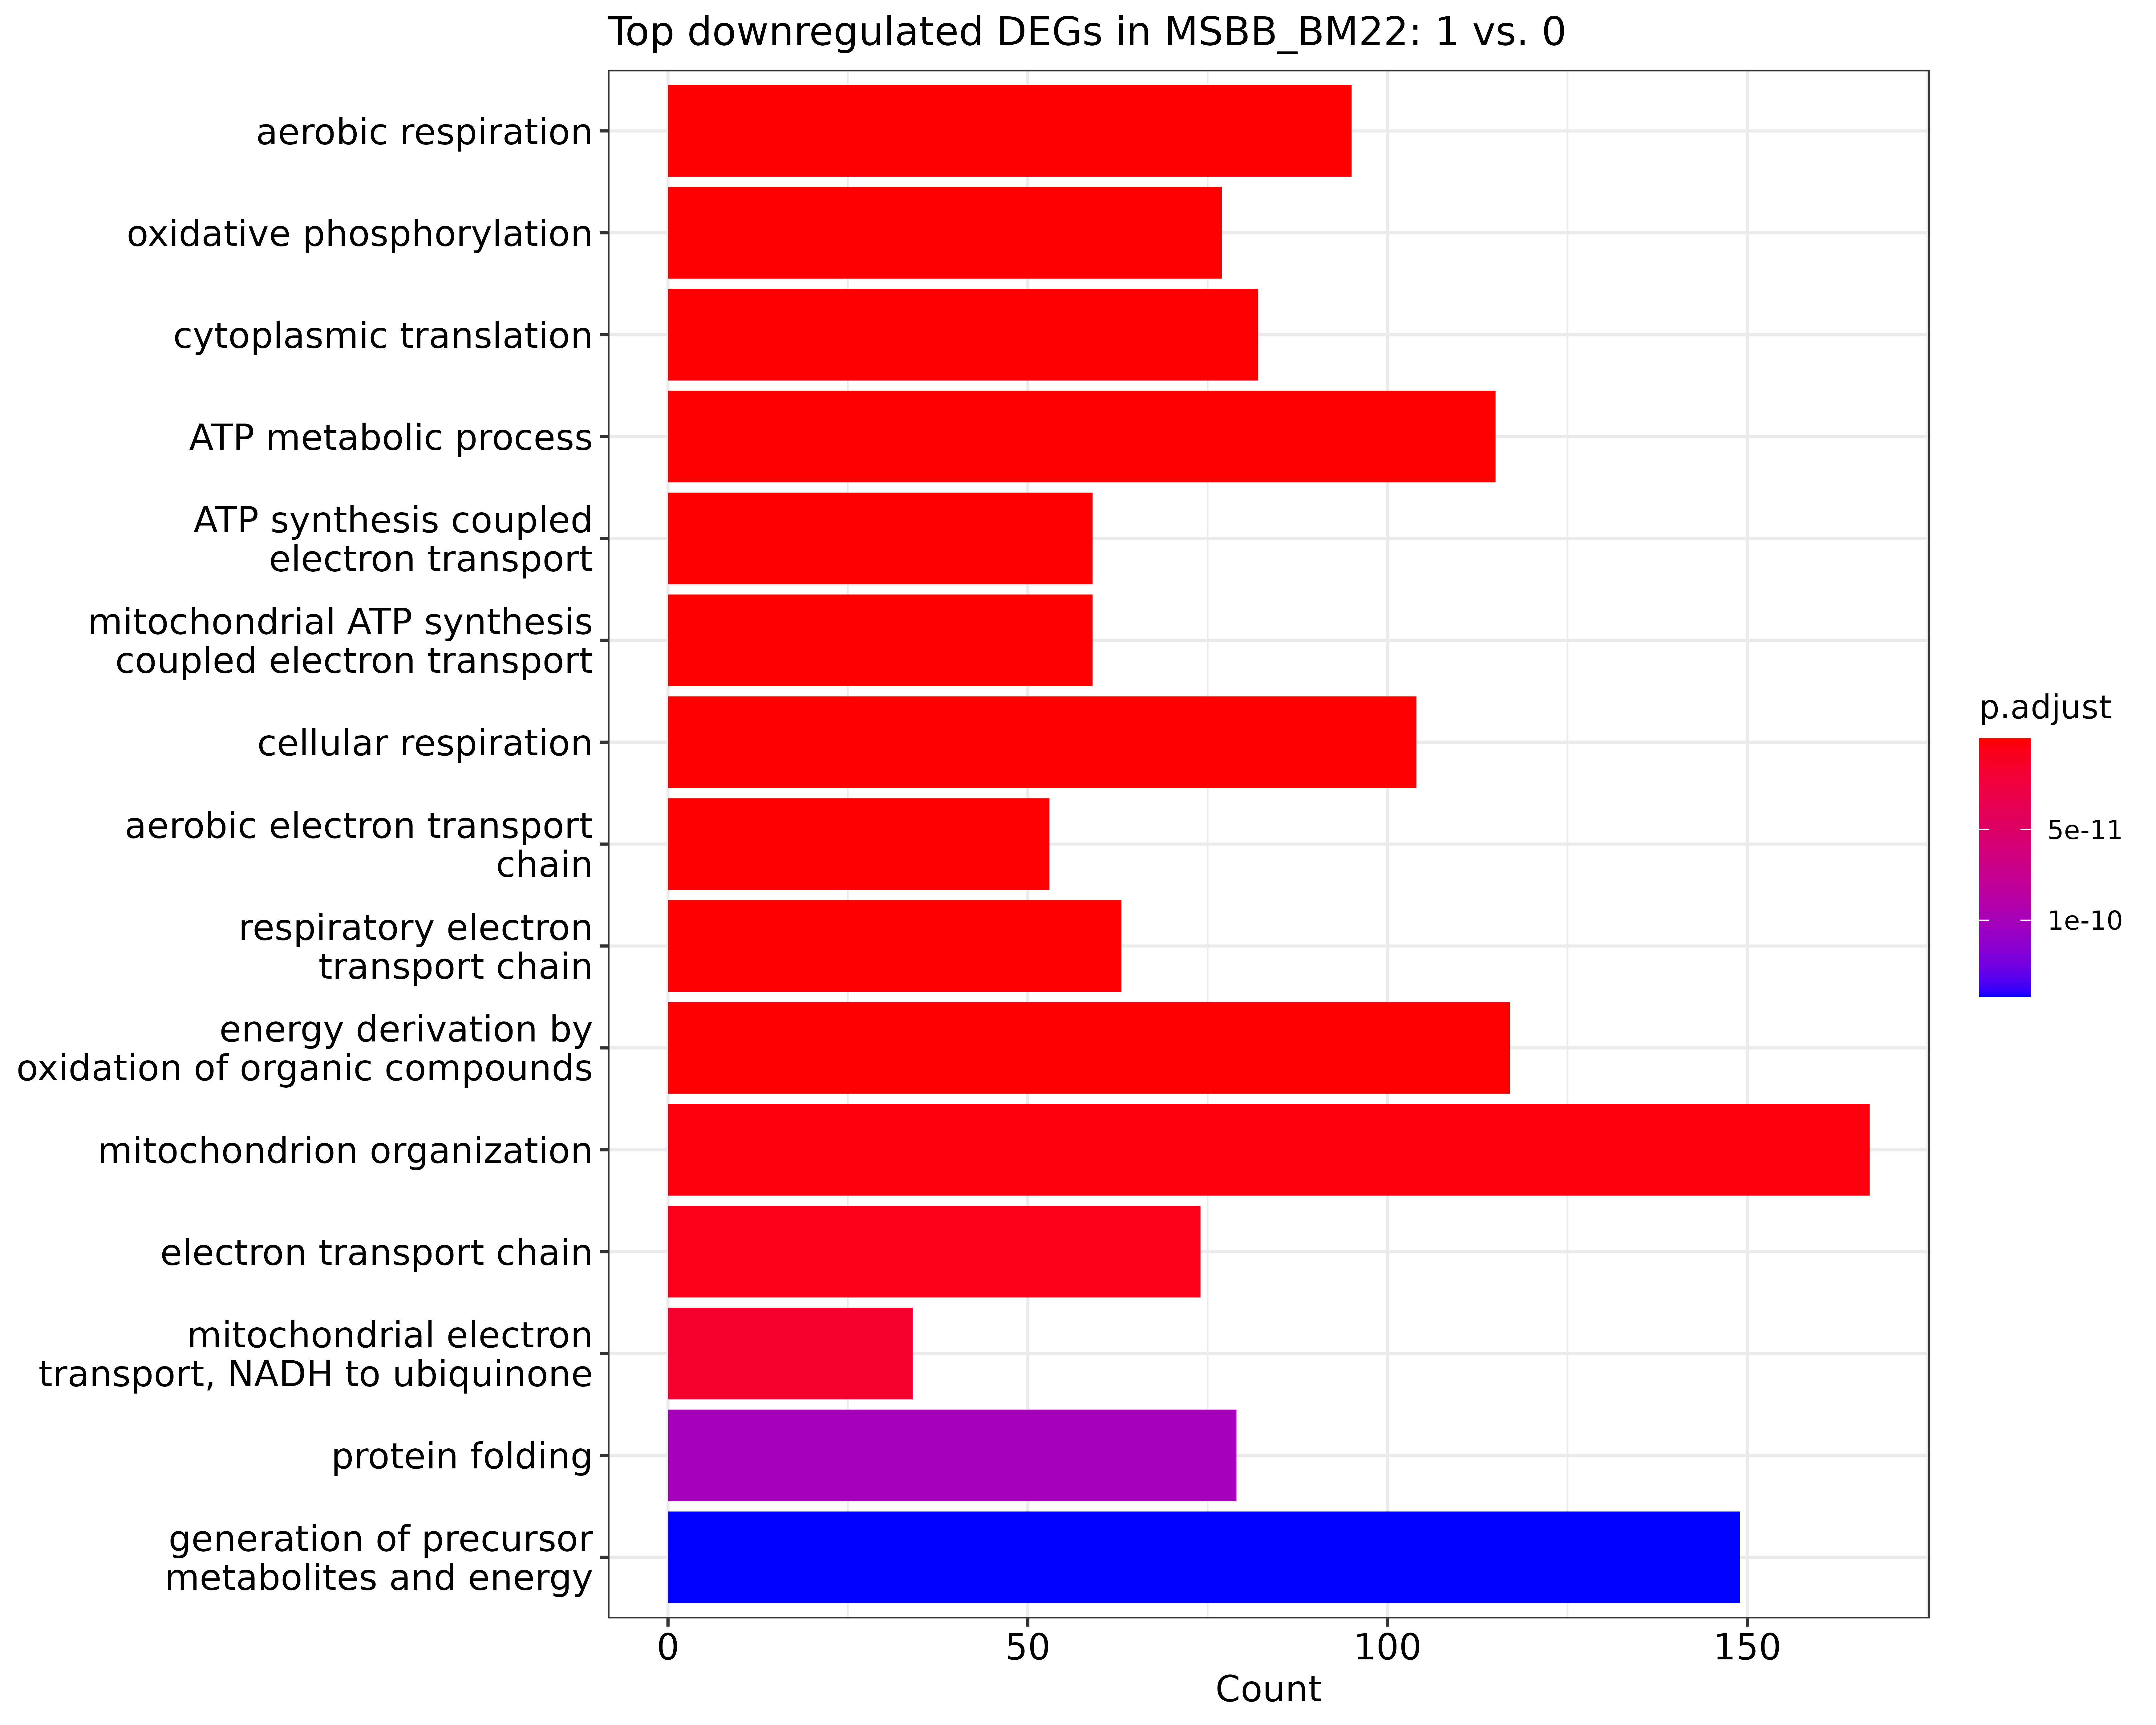 Top downregulated DEGs in MSBB_BM22: 1 vs. 0
aerobic respiration
oxidative phosphorylation
cytoplasmic translation
ATP metabolic process
ATP synthesis coupled
electron transport
mitochondrial ATP synthesis
coupled electron transport
cellular respiration
aerobic electron transport
chain
respiratory electron
transport chain
energy derivation by
oxidation of organic compounds
mitochondrion organization
electron transport chain
mitochondrial electron
transport, NADH to ubiquinone
protein folding
generation of precursor
metabolites and energy
0
50
100
150
Count
p.adjust
5e-11
1e-10